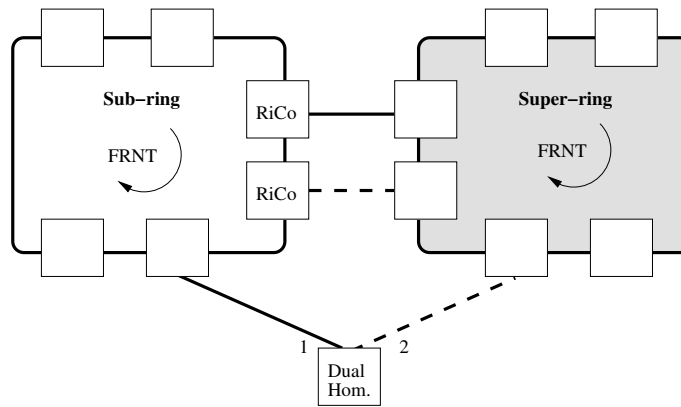 Sub−ring
Super−ring
RiCo
FRNT
FRNT
RiCo
1
2
Dual
Hom.